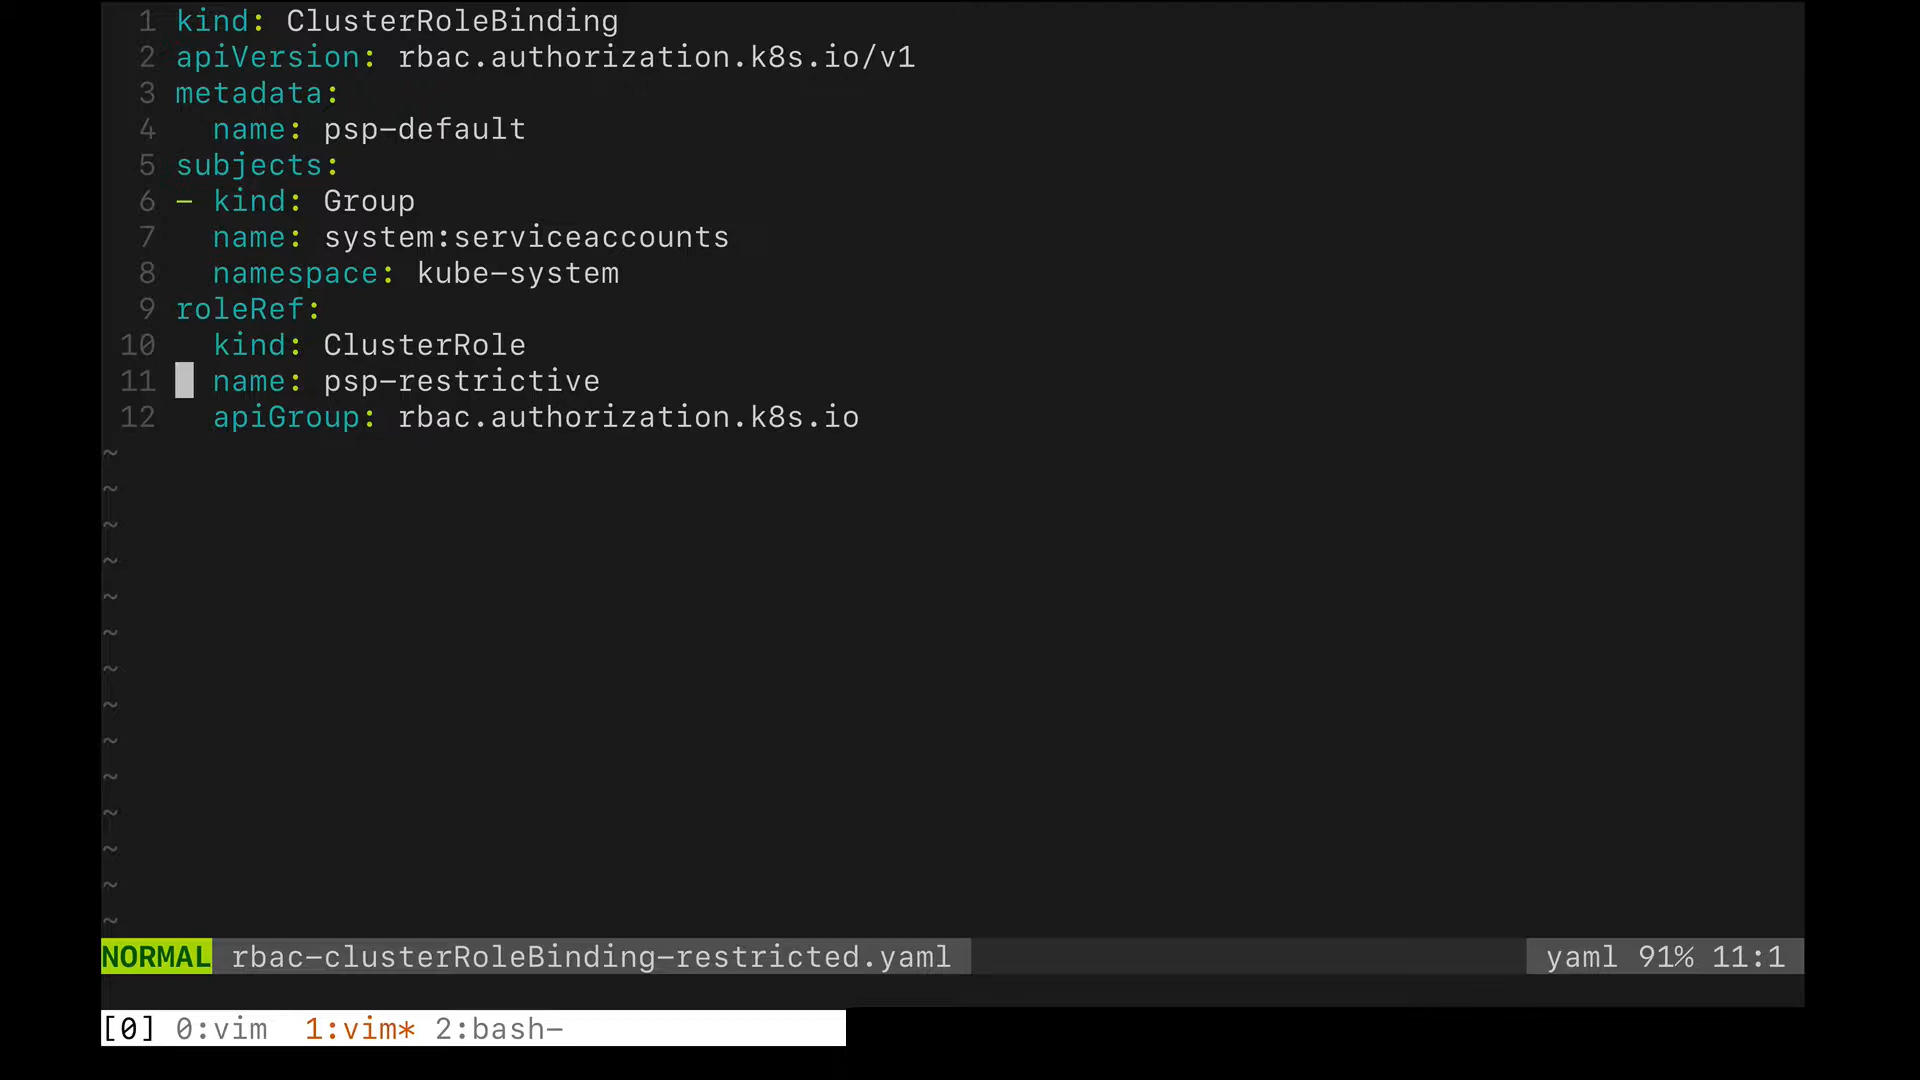 1 kind: ClusterRoleBinding
2 apiVersion: rbac.authorization.k8s.io/v1
3 metadata:
4   name: psp-default
5 subjects:
6 - kind: Group
7   name: system:serviceaccounts
8   namespace: kube-system
9 roleRef:
10   kind: ClusterRole
11   name: psp-restrictive
12   apiGroup: rbac.authorization.k8s.io
~
~
~
~
~
~
~
~
~
~
~
~
~
~
NORMAL rbac-clusterRoleBinding-restricted.yaml yaml 91% 11:1
[0] 0:vim  1:vim* 2:bash-